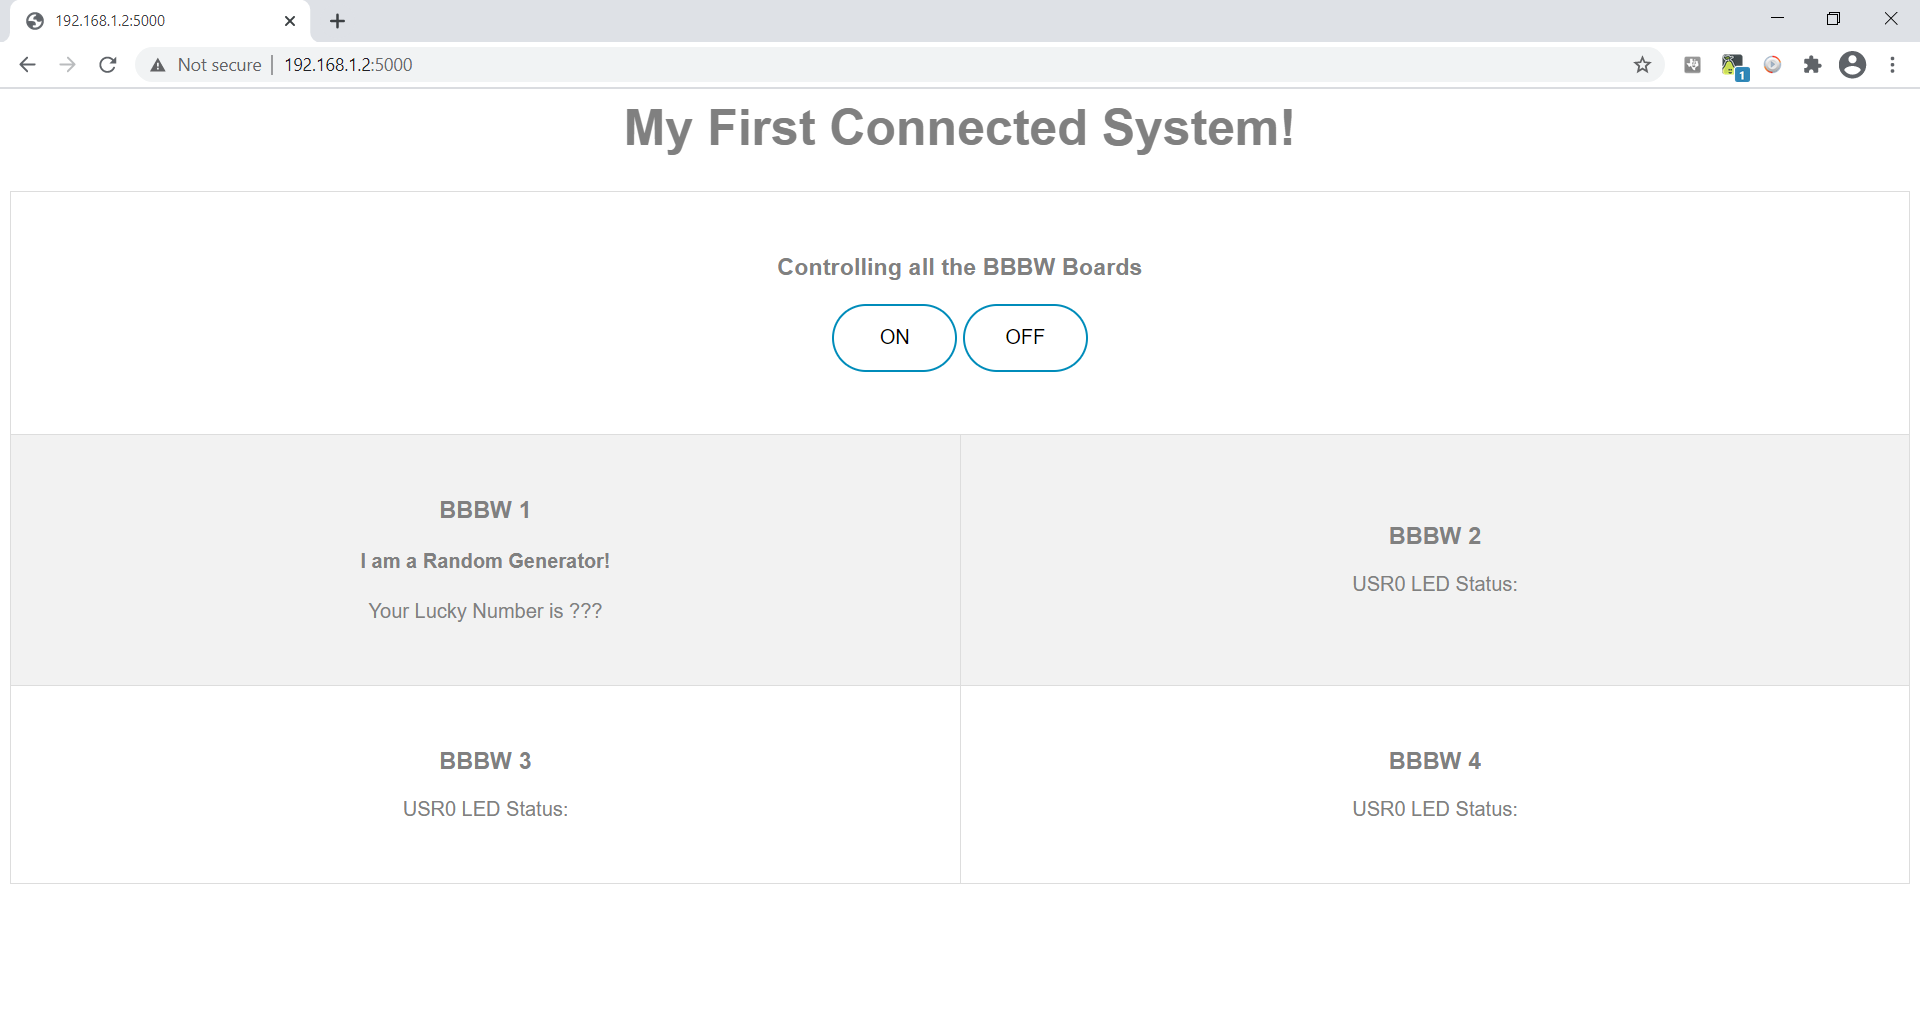 192.168.1.2:5000
Not secure | 192.168.1.2:5000
1
My First Connected System!
Controlling all the BBBW Boards
ON OFF
BBBW 1
I am a Random Generator!
Your Lucky Number is ???
BBBW 2
USR0 LED Status:
BBBW 3
USR0 LED Status:
BBBW 4
USR0 LED Status: